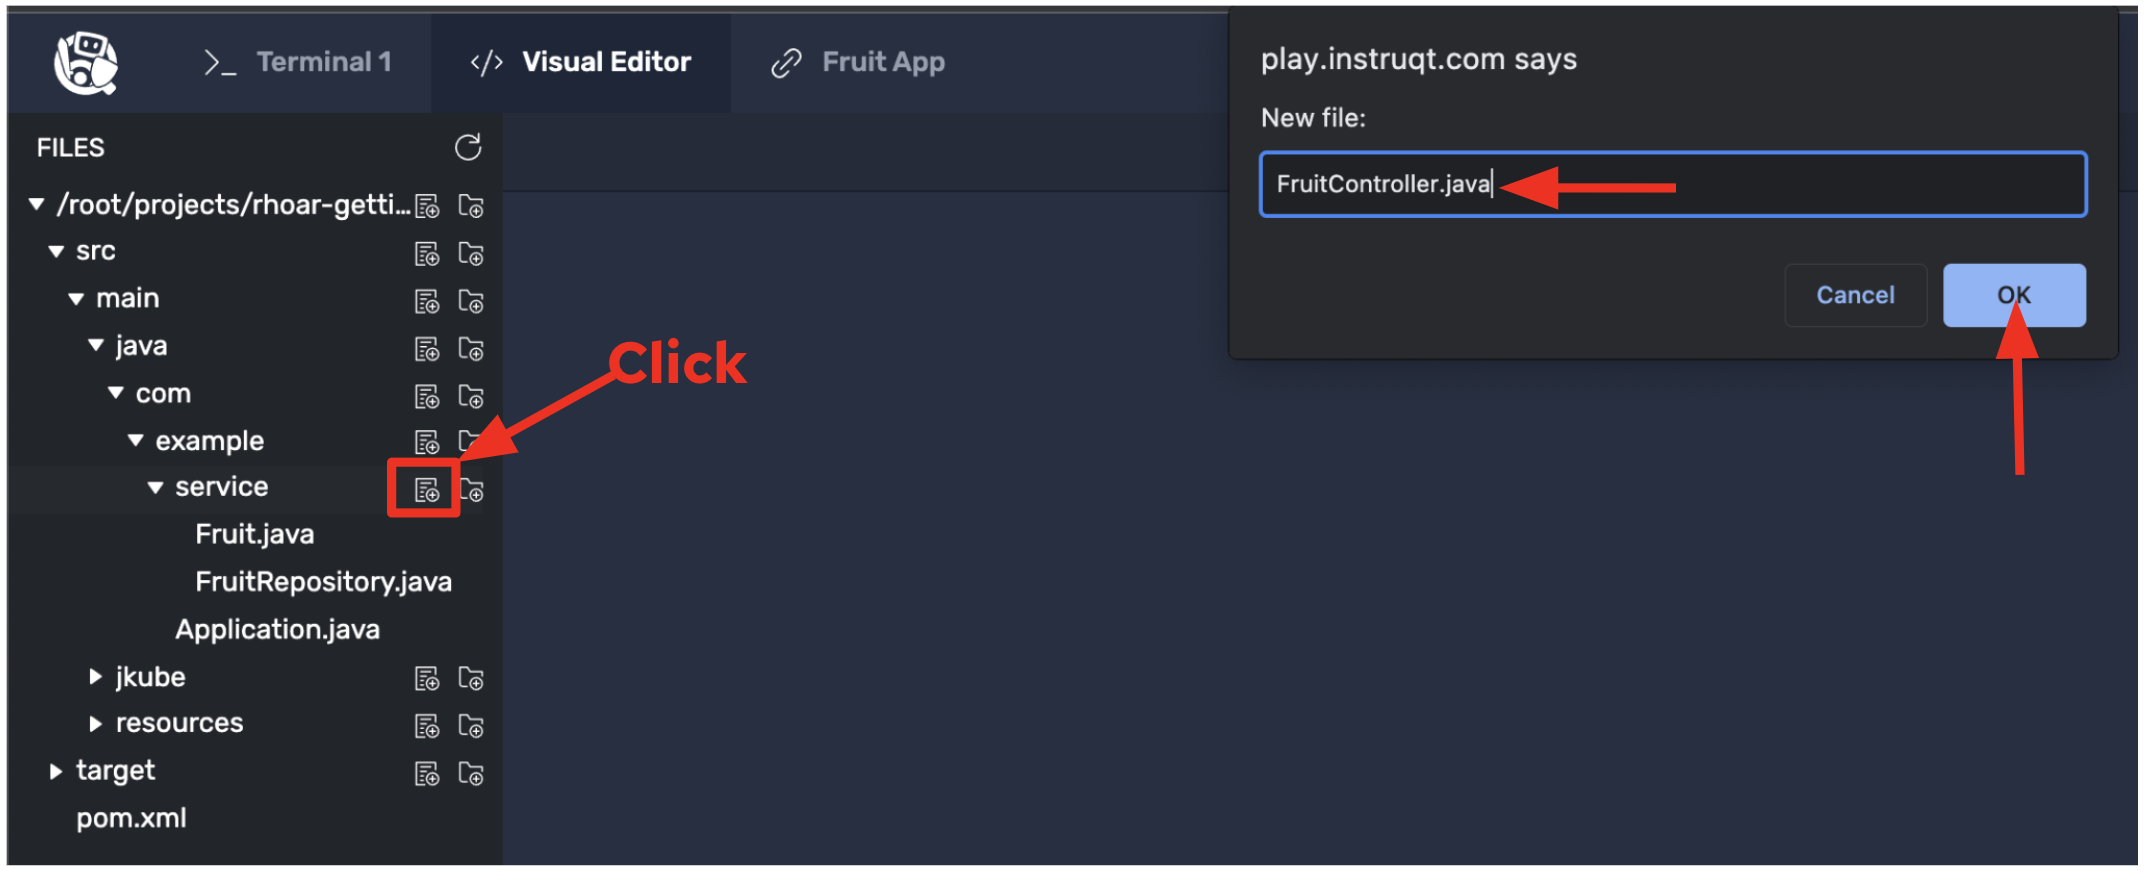 >_ Terminal 1
</> Visual Editor
Fruit App
play.instruqt.com says
New file:
FruitController.java
Cancel
OK
FILES
/root/projects/rhoar-getti...
src
main
java
com
example
service
Fruit.java
FruitRepository.java
Application.java
jkube
resources
target
pom.xml
Click